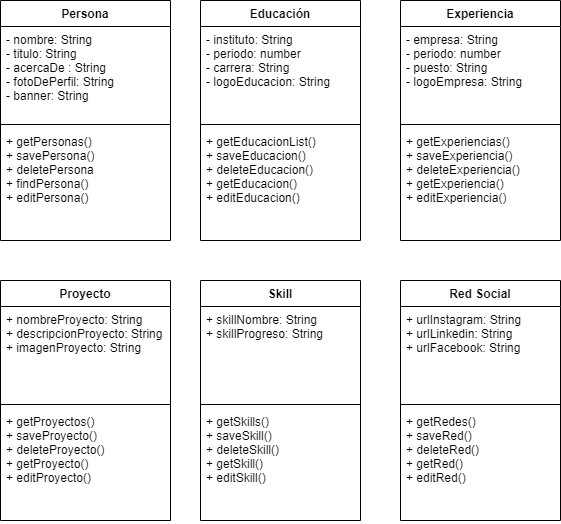 Persona
- nombre: String
- titulo: String
- acercaDe : String
- fotoDePerfil: String
- banner: String
+ getPersonas()
+ savePersona()
+ deletePersona
+ findPersona()
+ editPersona()
Educación
- instituto: String
- periodo: number
- carrera: String
- logoEducacion: String
+ getEducacionList()
+ saveEducacion()
+ deleteEducacion()
+ getEducacion()
+ editEducacion()
Experiencia
- empresa: String
- periodo: number
- puesto: String
- logoEmpresa: String
+ getExperiencias()
+ saveExperiencia()
+ deleteExperiencia()
+ getExperiencia()
+ editExperiencia()
Proyecto
+ nombreProyecto: String
+ descripcionProyecto: String
+ imagenProyecto: String
+ getProyectos()
+ saveProyecto()
+ deleteProyecto()
+ getProyecto()
+ editProyecto()
Skill
+ skillNombre: String
+ skillProgreso: String
+ getSkills()
+ saveSkill()
+ deleteSkill()
+ getSkill()
+ editSkill()
Red Social
+ urlInstagram: String
+ urlLinkedin: String
+ urlFacebook: String
+ getRedes()
+ saveRed()
+ deleteRed()
+ getRed()
+ editRed()